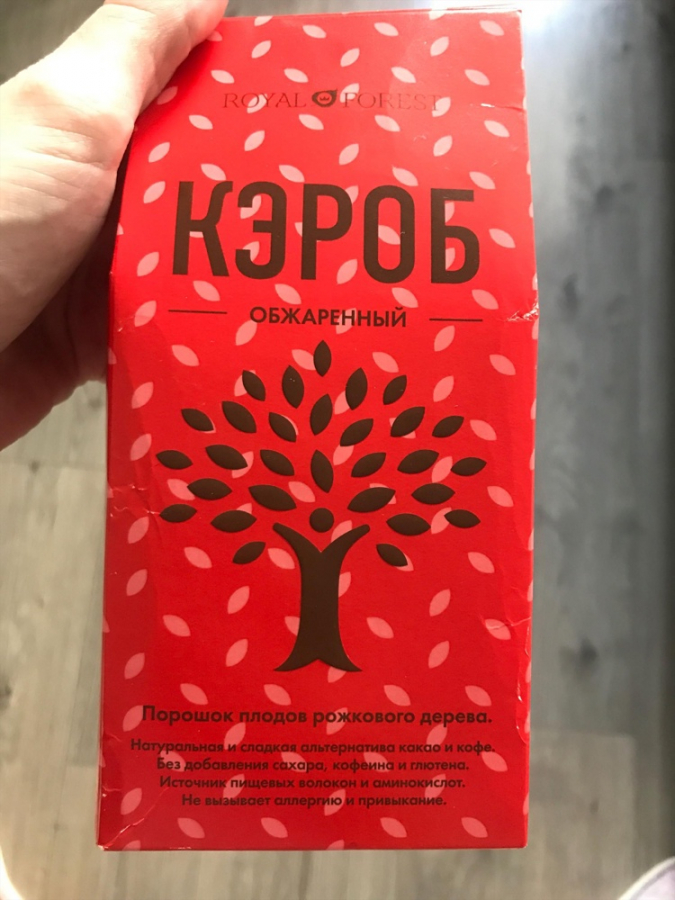 ROYAL FOREST
КЭРОБ
ОБЖАРЕННЫЙ
Порошок плодов рожкового дерева.
Натуральная и сладкая альтернатива какао и кофе.
Без добавления сахара, кофеина и глютена.
Источник пищевых волокон и аминокислот.
Не вызывает аллергию и привыкание.